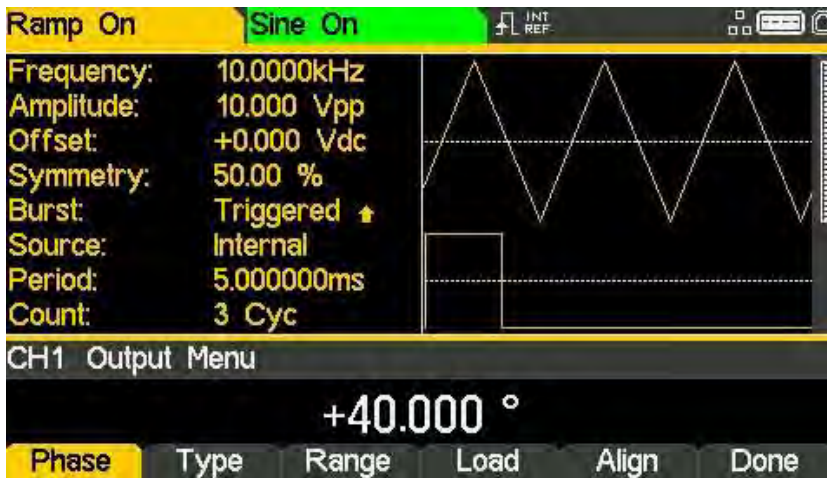 Ramp On Sine On INT
REF
Frequency: 10.0000kHz
Amplitude: 10.000 Vpp
Offset: +0.000 Vdc
Symmetry: 50.00 %
Burst: Triggered
Source: Internal
Period: 5.000000ms
Count: 3 Cyc
CH1 Output Menu
+40.000 °
Phase Type Range Load Align Done